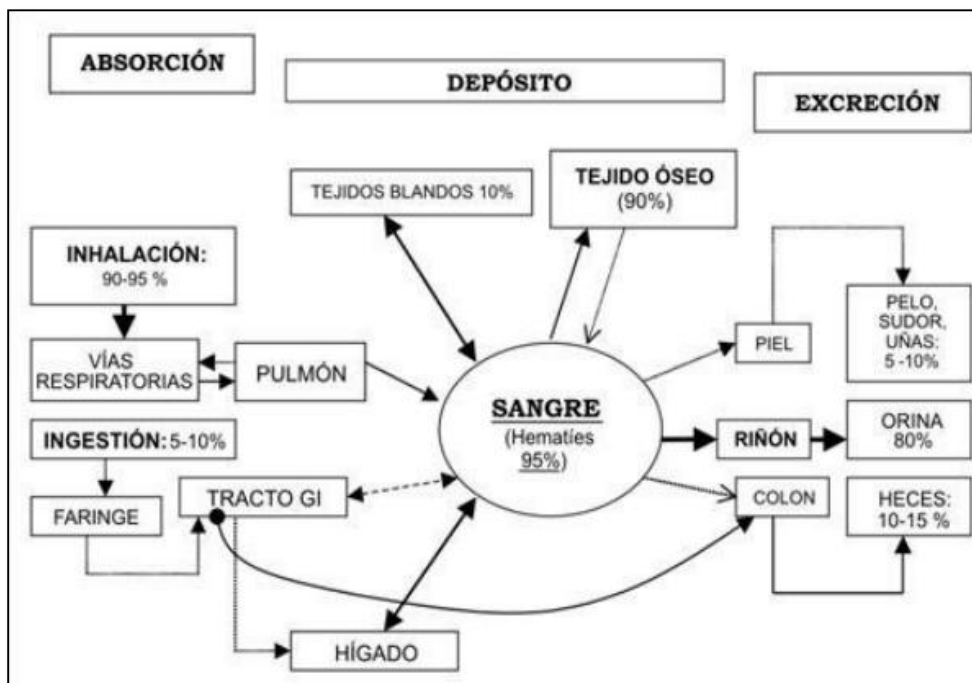 ABSORCIÓN
DEPÓSITO
EXCRECIÓN
TEJIDOS BLANDOS 10%
TEJIDO ÓSEO
(90%)
INHALACIÓN:
90-95 %
VÍAS
RESPIRATORIAS
PULMÓN
INGESTIÓN: 5-10%
FARINGE
TRACTO GI
HÍGADO
SANGRE
(Hematíes
95%)
PIEL
PELO,
SUDOR,
UÑAS:
5 -10%
RIÑÓN
ORINA
80%
COLON
HECES:
10-15 %